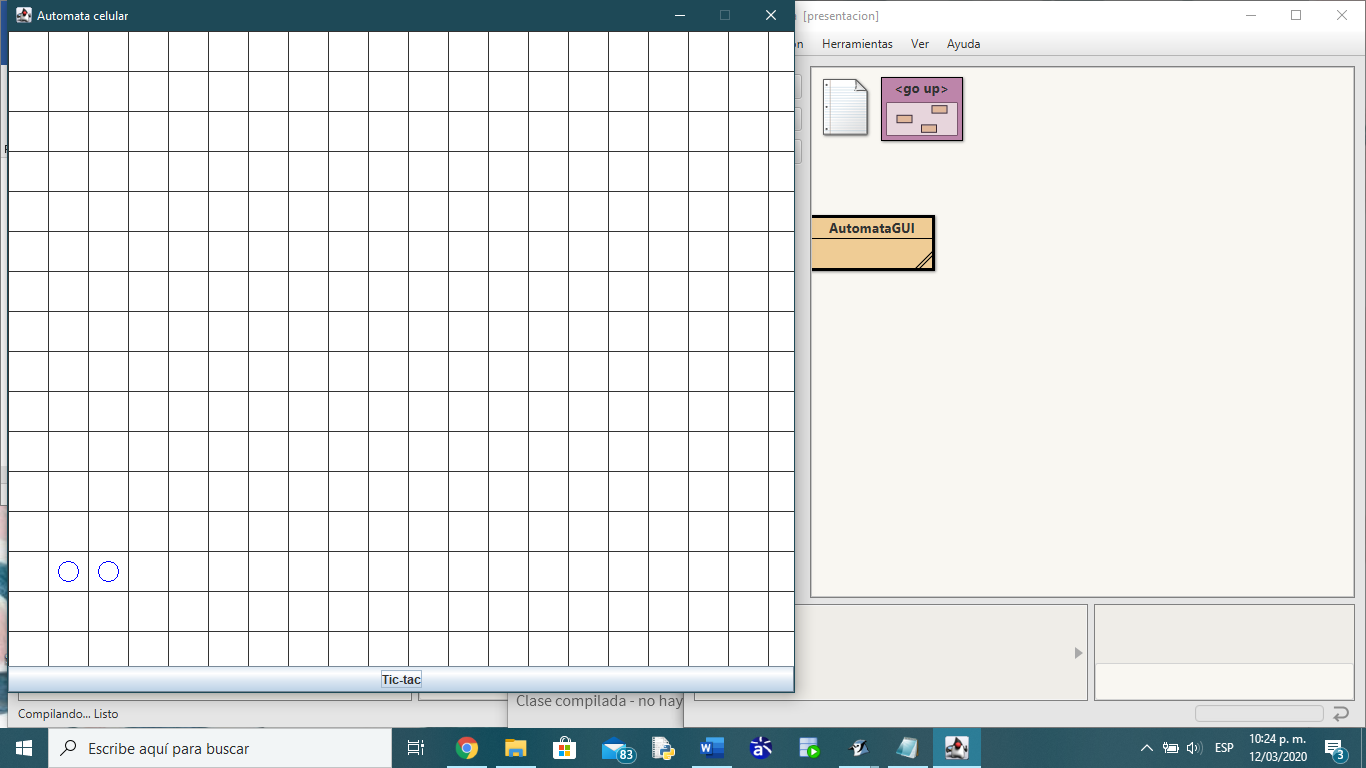 Automata celular
[presentacion]
Herramientas Ver Ayuda
<go up>
AutomataGUI
Tic-tac
Clase compilada - no hay
Compilando... Listo
Escribe aquí para buscar
83
ESP
10:24 p. m.
12/03/2020
3